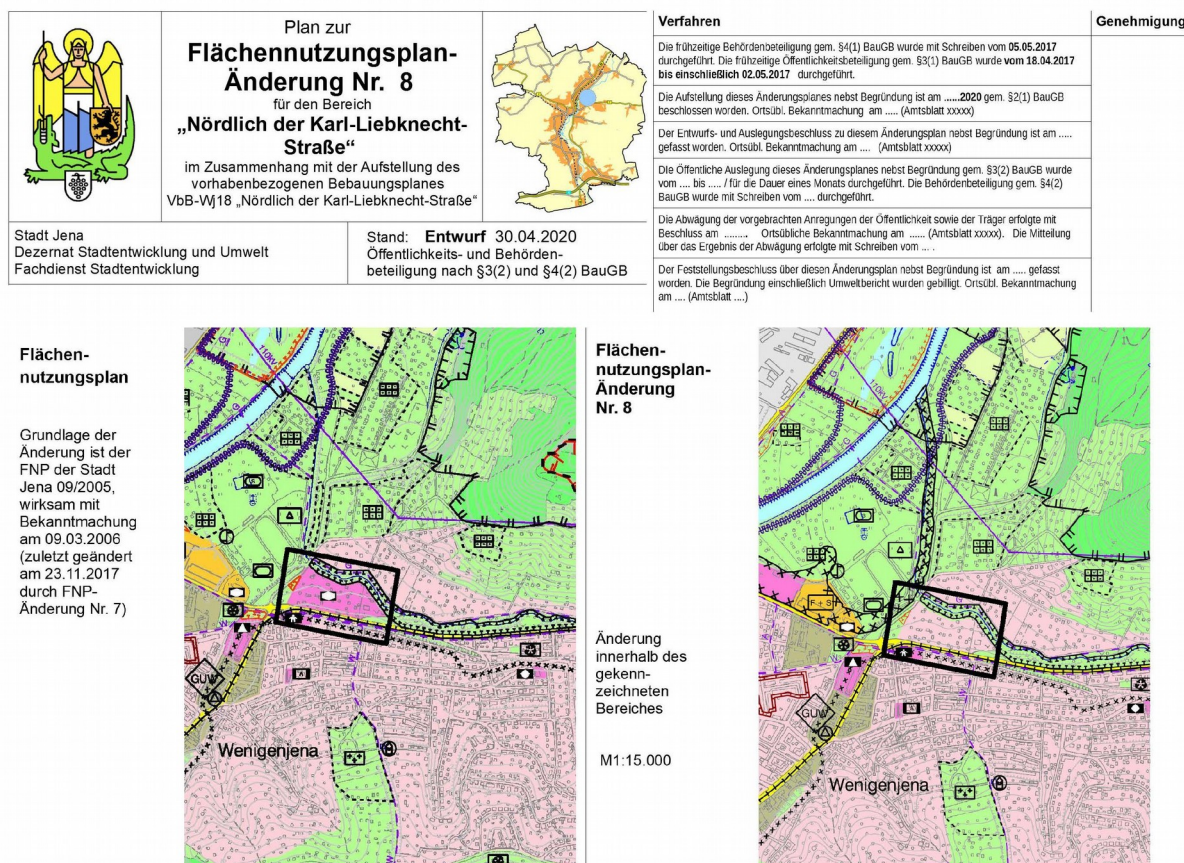 Plan zur
Flächennutzungsplan-
Änderung Nr. 8
für den Bereich
„Nördlich der Karl-Liebknecht-
Straße“
im Zusammenhang mit der Aufstellung des
vorhabenbezogenen Bebauungsplanes
VbB-Wj18 „Nördlich der Karl-Liebknecht-Straße“
Stadt Jena
Dezernat Stadtentwicklung und Umwelt
Fachdienst Stadtentwicklung
Stand: Entwurf 30.04.2020
Öffentlichkeits- und Behörden-
beteiligung nach §3(2) und §4(2) BauGB
Verfahren
Genehmigung
Die frühzeitige Behördenbeteiligung gem. §4(1) BauGB wurde mit Schreiben vom 05.05.2017
durchgeführt. Die frühzeitige Öffentlichkeitsbeteiligung gem. §3(1) BauGB wurde vom 18.04.2017
bis einschließlich 02.05.2017 durchgeführt.
Die Aufstellung dieses Änderungsplanes nebst Begründung ist am ......2020 gem. §2(1) BauGB
beschlossen worden. Ortsübl. Bekanntmachung am ..... (Amtsblatt xxxxx)
Der Entwurfs- und Auslegungsbeschluss zu diesem Änderungsplan nebst Begründung ist am .....
gefasst worden. Ortsübl. Bekanntmachung am .... (Amtsblatt xxxxx)
Die Öffentliche Auslegung dieses Änderungsplanes nebst Begründung gem. §3(2) BauGB wurde
vom .... bis ..... / für die Dauer eines Monats durchgeführt. Die Behördenbeteiligung gem. §4(2)
BauGB wurde mit Schreiben vom .... durchgeführt.
Die Abwägung der vorgebrachten Anregungen der Öffentlichkeit sowie der Träger erfolgte mit
Beschluss am ......... Ortsübliche Bekanntmachung am ...... (Amtsblatt xxxxx). Die Mitteilung
über das Ergebnis der Abwägung erfolgte mit Schreiben vom ... .
Der Feststellungsbeschluss über diesen Änderungsplan nebst Begründung ist am ..... gefasst
worden. Die Begründung einschließlich Umweltbericht wurden gebilligt. Ortsübl. Bekanntmachung
am .... (Amtsblatt ....)
Flächen-
nutzungsplan
Grundlage der
Änderung ist der
FNP der Stadt
Jena 09/2005,
wirksam mit
Bekanntmachung
am 09.03.2006
(zuletzt geändert
am 23.11.2017
durch FNP-
Änderung Nr. 7)
110K
G
GUW
W
Wenigenjena
Flächen-
nutzungsplan-
Änderung
Nr. 8
Änderung
innerhalb des
gekenn-
zeichneten
Bereiches
M1:15.000
G
F + S
GUW
W
Wenigenjena